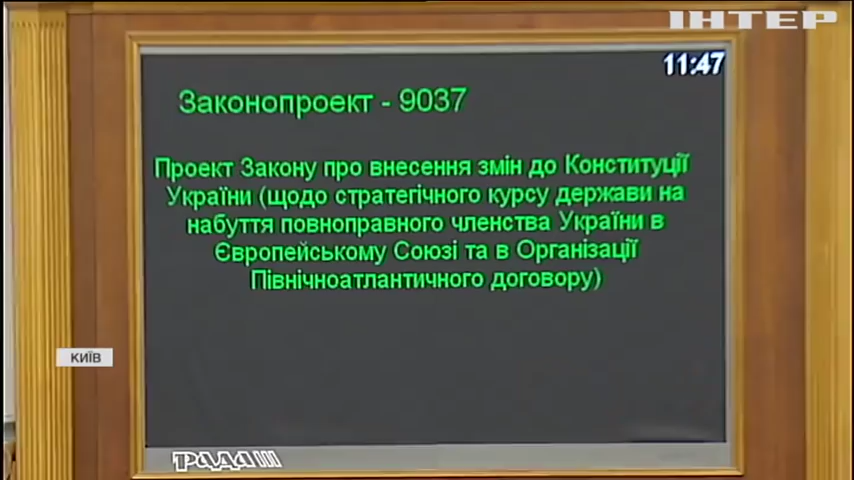 ІНТЕР
11:47
Законопроект - 9037
Проект Закону про внесення змін до Конституції
України (щодо стратегічного курсу держави на
набуття повноправного членства України в
Європейському Союзі та в Організації
Північноатлантичного договору)
КИЇВ
РАДА